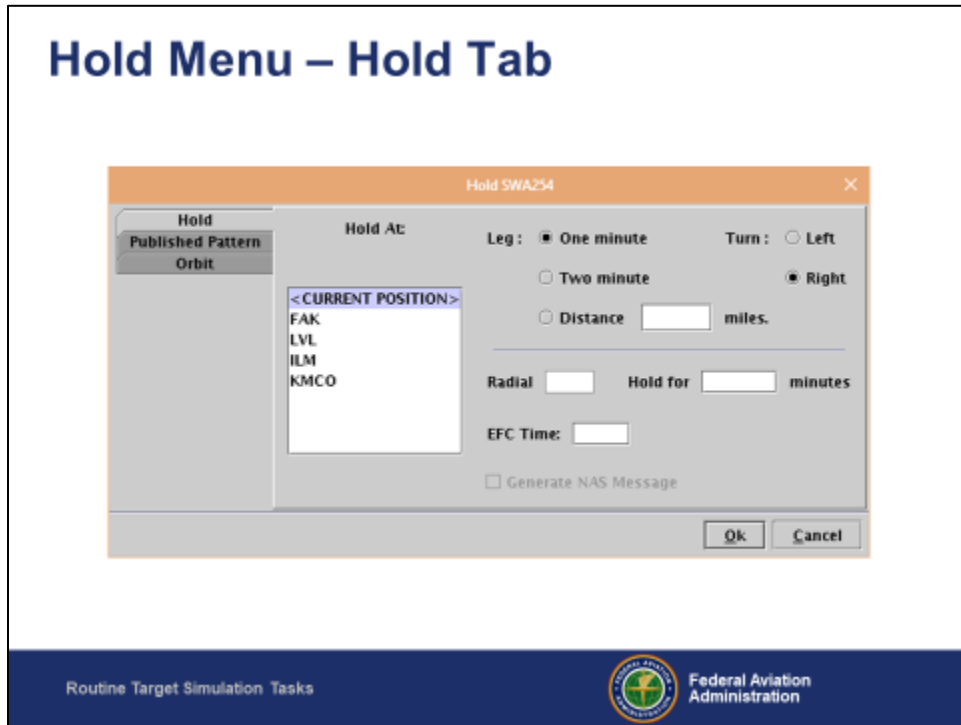 Hold Menu – Hold Tab
Hold SWA254
Hold
Published Pattern
Orbit
Hold At:
<CURRENT POSITION>
FAK
LVL
ILM
KMCO
Leg : One minute Turn : Left
Two minute Right
Distance miles.
Radial Hold for minutes
EFC Time:
Generate NAS Message
Ok Cancel
Routine Target Simulation Tasks
Federal Aviation
Administration